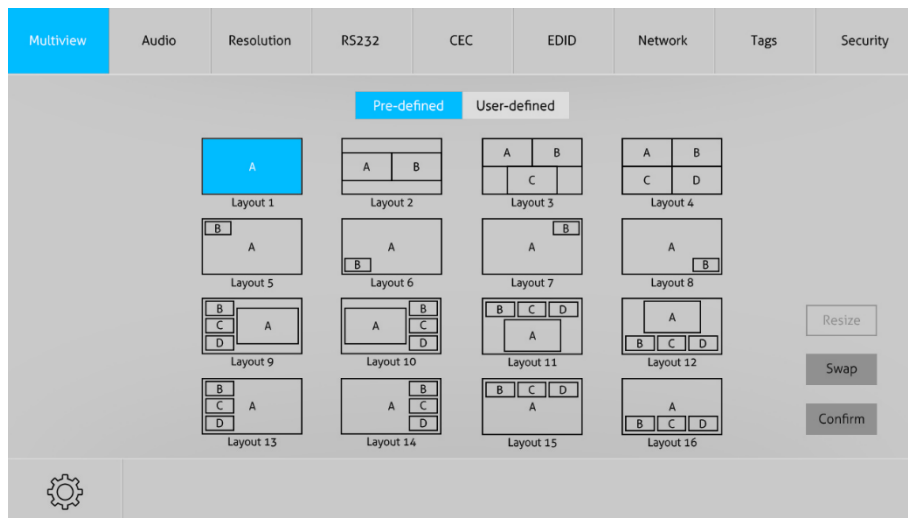 Multiview Audio Resolution RS232 CEC EDID Network Tags Security
Pre-defined User-defined
A A B A B C A B C D
Layout 1 Layout 2 Layout 3 Layout 4
B A A B A B A B
Layout 5 Layout 6 Layout 7 Layout 8
B C D A A B C D B C D A A B C D
Resize
Layout 9 Layout 10 Layout 11 Layout 12
Swap
B C D A A B C D B C D A A B C D
Confirm
Layout 13 Layout 14 Layout 15 Layout 16